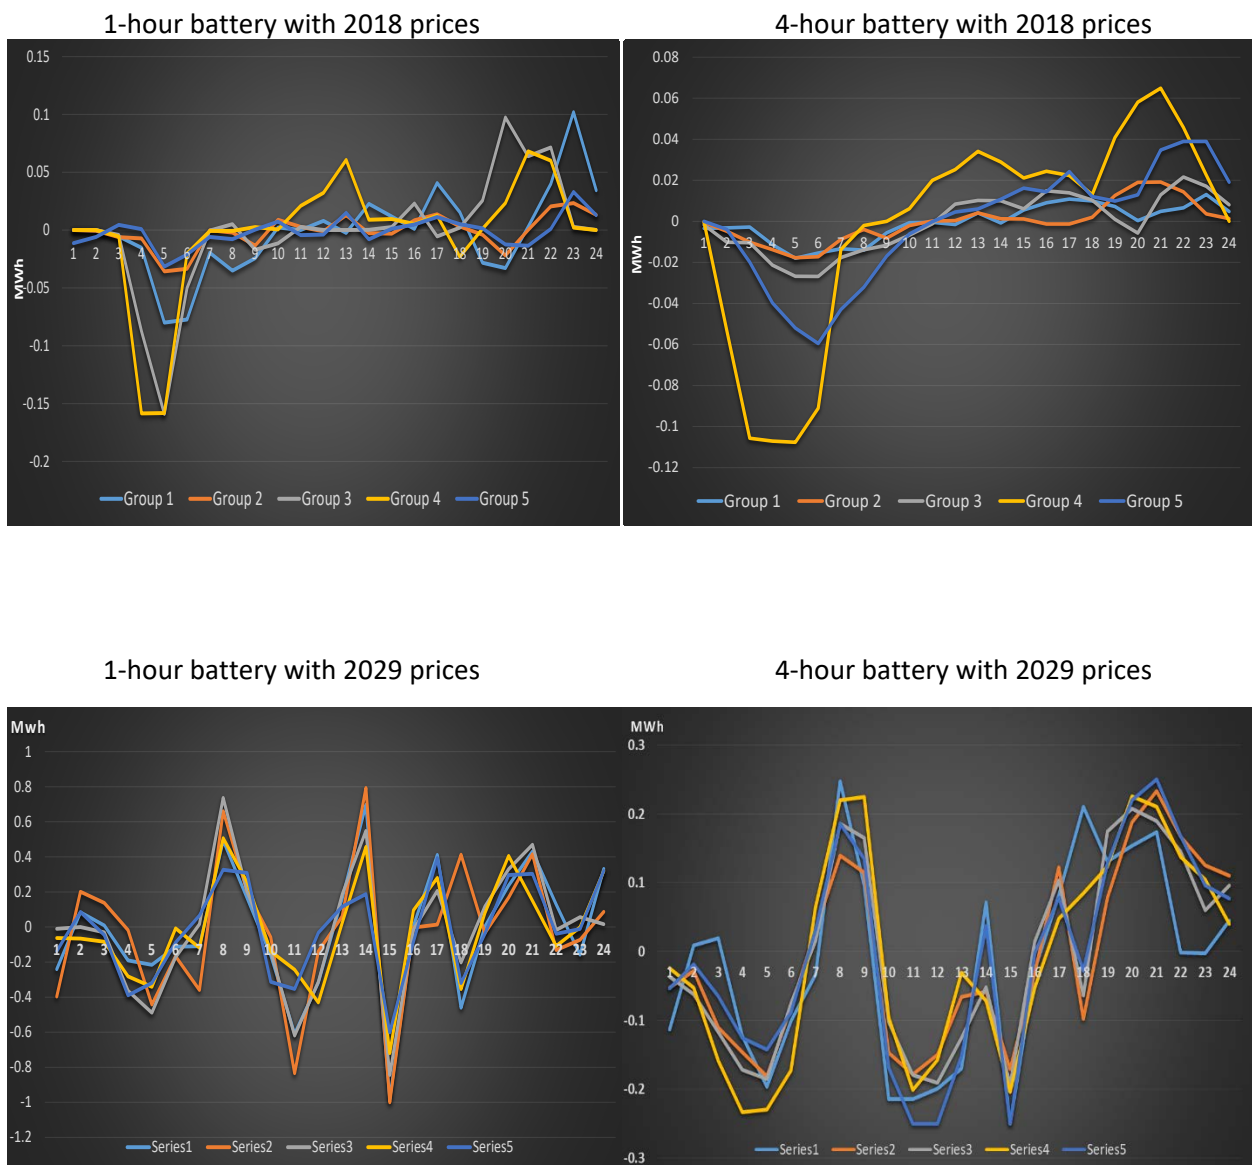 1-hour battery with 2018 prices
4-hour battery with 2018 prices
0.15
0.1
0.05
0
-0.05
-0.1
-0.15
-0.2
MWh
1 2 3 4 5 6 7 8 9 10 11 12 13 14 15 16 17 18 19 20 21 22 23 24
Group 1 Group 2 Group 3 Group 4 Group 5
0.08
0.06
0.04
0.02
0
-0.02
-0.04
-0.06
-0.08
-0.1
-0.12
MWh
1 2 3 4 5 6 7 8 9 10 11 12 13 14 15 16 17 18 19 20 21 22 23 24
Group 1 Group 2 Group 3 Group 4 Group 5
1-hour battery with 2029 prices
4-hour battery with 2029 prices
Mwh
1
0.8
0.6
0.4
0.2
0
-0.2
-0.4
-0.6
-0.8
-1
-1.2
1 2 3 4 5 6 7 8 9 10 11 12 13 14 15 16 17 18 19 20 21 22 23 24
Series1 Series2 Series3 Series4 Series5
MWh
0.3
0.2
0.1
0
-0.1
-0.2
-0.3
1 2 3 4 5 6 7 8 9 10 11 12 13 14 15 16 17 18 19 20 21 22 23 24
Series1 Series2 Series3 Series4 Series5